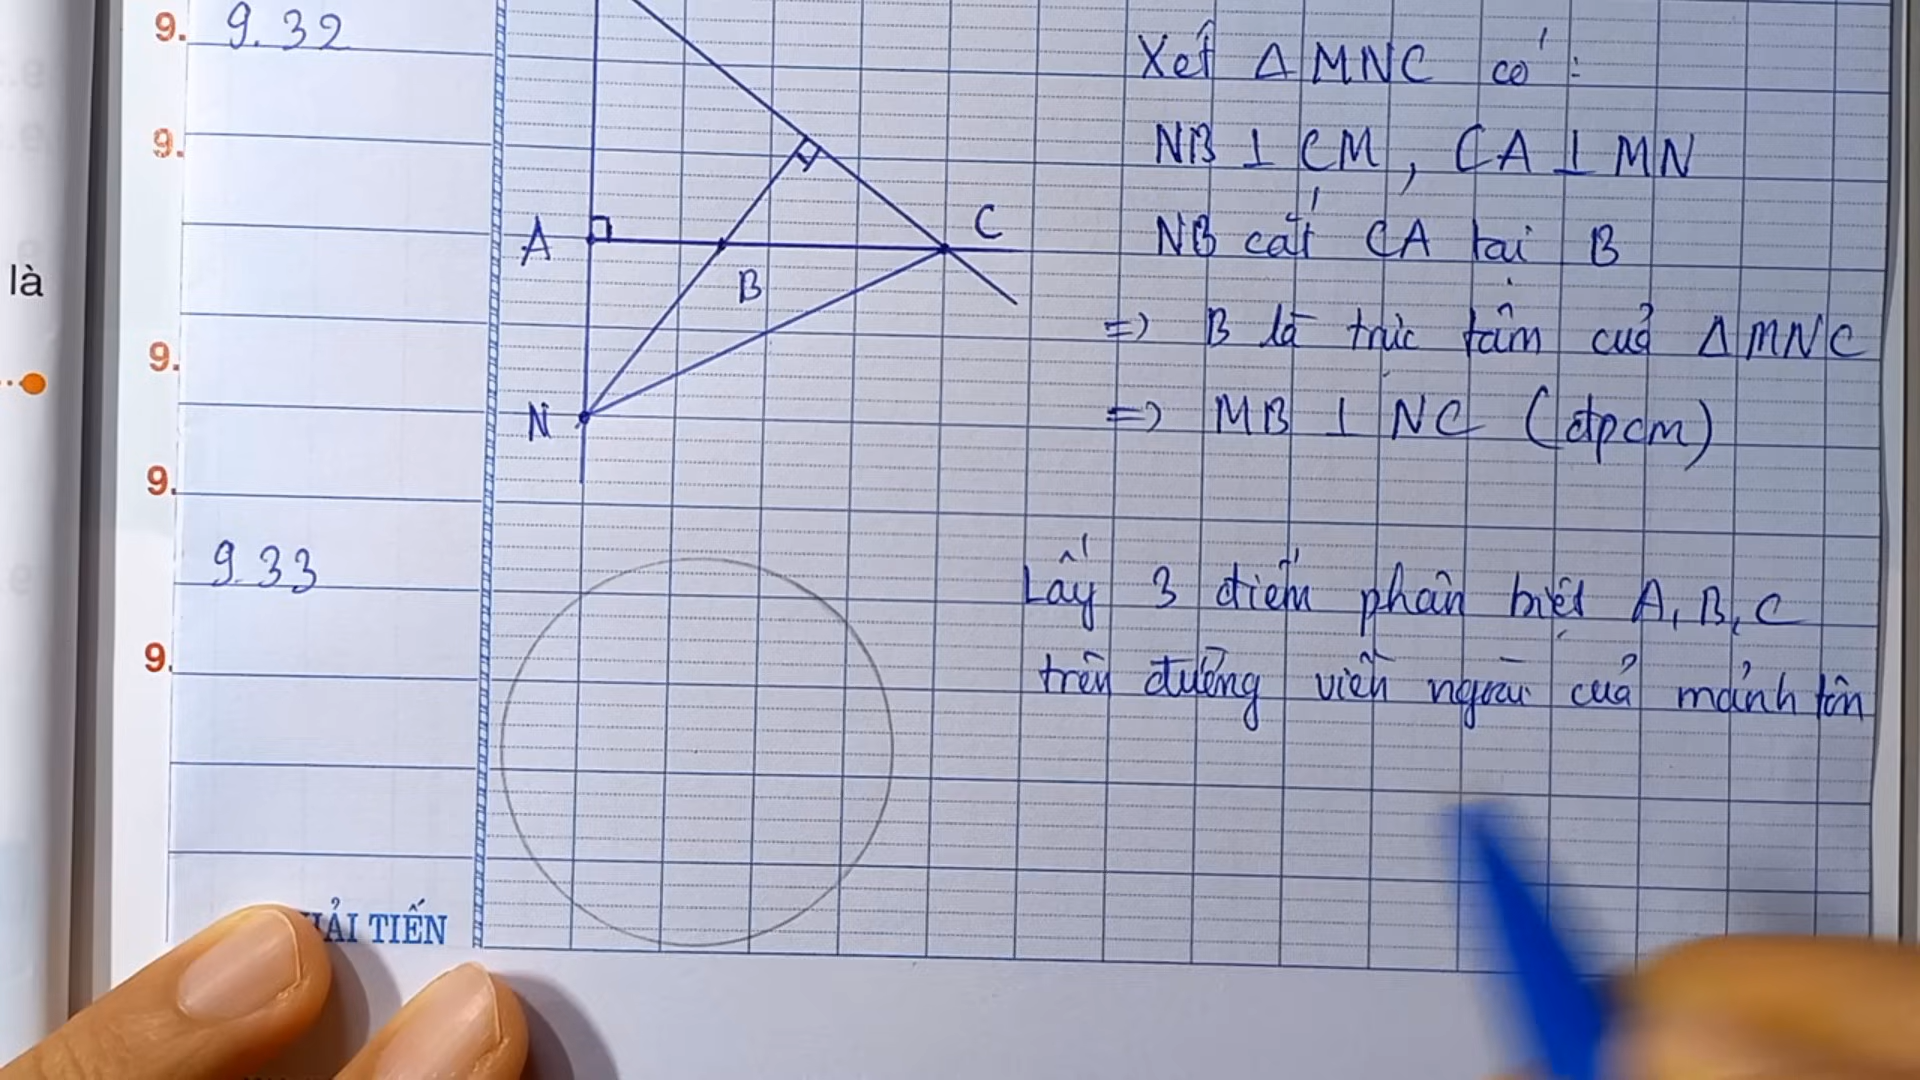 9. 9.32
Xét Δ MNC có :
9.
NB ⊥ CM , CA ⊥ MN
A
C
NB cắt CA tại B
là
B
=> B là trực tâm của Δ MNC
9.
N
=> MB ⊥ NC (đpcm)
9.
9.33
Lấy 3 điểm phân biệt A, B, C
9.
trên đường viền ngoài của mảnh tôn
HẢI TIẾN